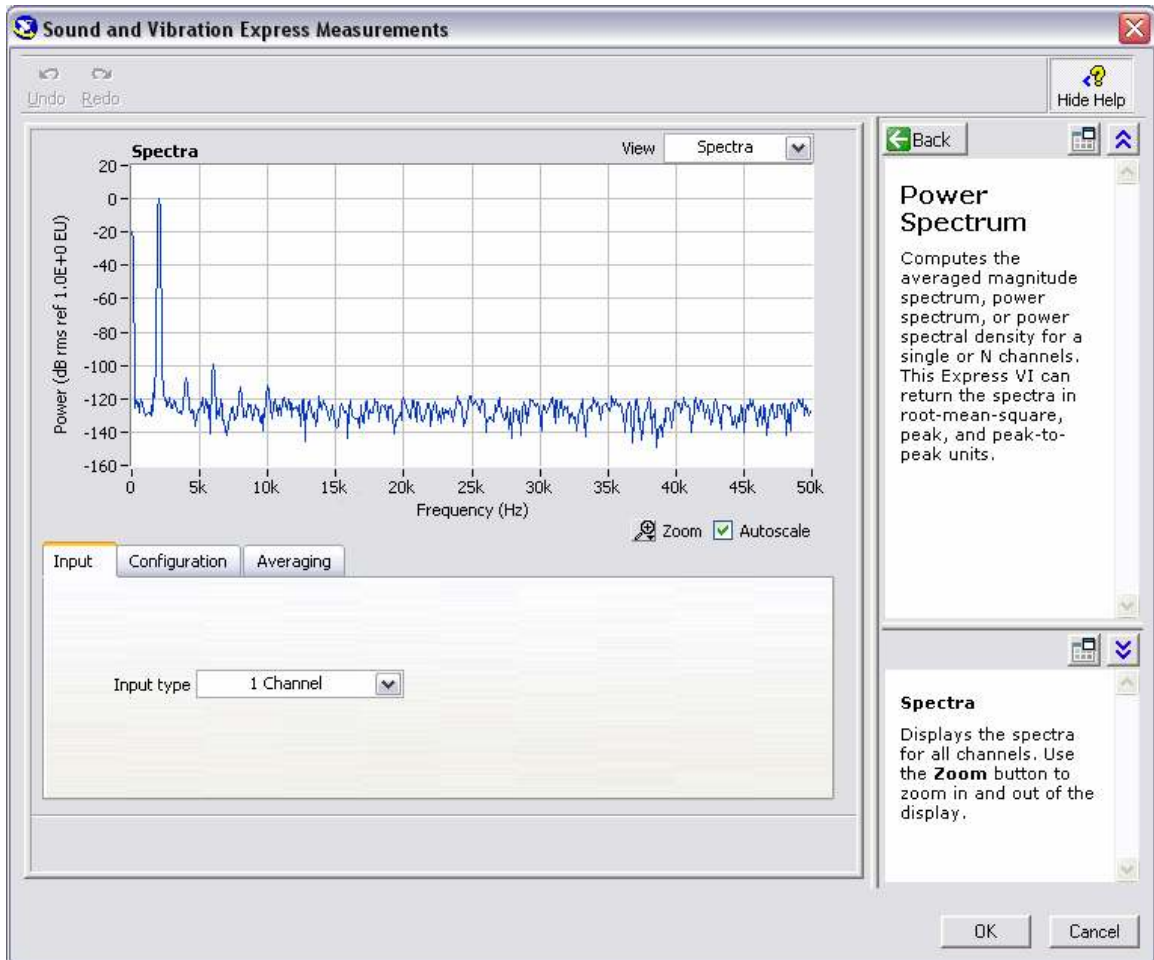 Sound and Vibration Express Measurements
Undo Redo
Hide Help
Spectra
View Spectra
20
0
-20
-40
-60
-80
-100
-120
-140
-160
Power (dB rms ref 1.0E+0 EU)
0 5k 10k 15k 20k 25k 30k 35k 40k 45k 50k
Frequency (Hz)
Zoom Autoscale
Input Configuration Averaging
Input type 1 Channel
Back
Power
Spectrum
Computes the
averaged magnitude
spectrum, power
spectrum, or power
spectral density for a
single or N channels.
This Express VI can
return the spectra in
root-mean-square,
peak, and peak-to-
peak units.
Spectra
Displays the spectra
for all channels. Use
the Zoom button to
zoom in and out of the
display.
OK Cancel